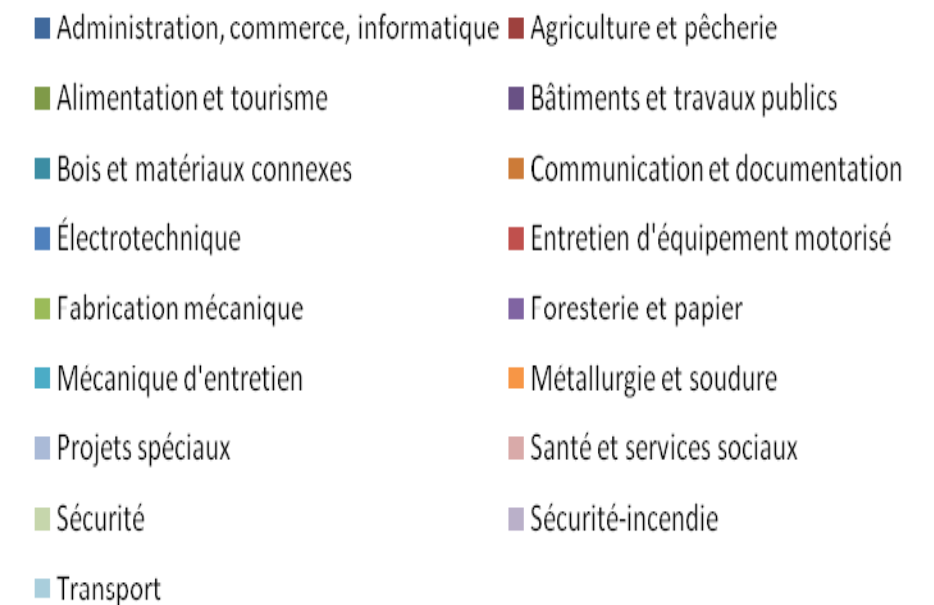 Administration, commerce, informatique Agriculture et pêcherie
Alimentation et tourisme Bâtiments et travaux publics
Bois et matériaux connexes Communication et documentation
Électrotechnique Entretien d'équipement motorisé
Fabrication mécanique Foresterie et papier
Mécanique d'entretien Métallurgie et soudure
Projets spéciaux Santé et services sociaux
Sécurité Sécurité-incendie
Transport